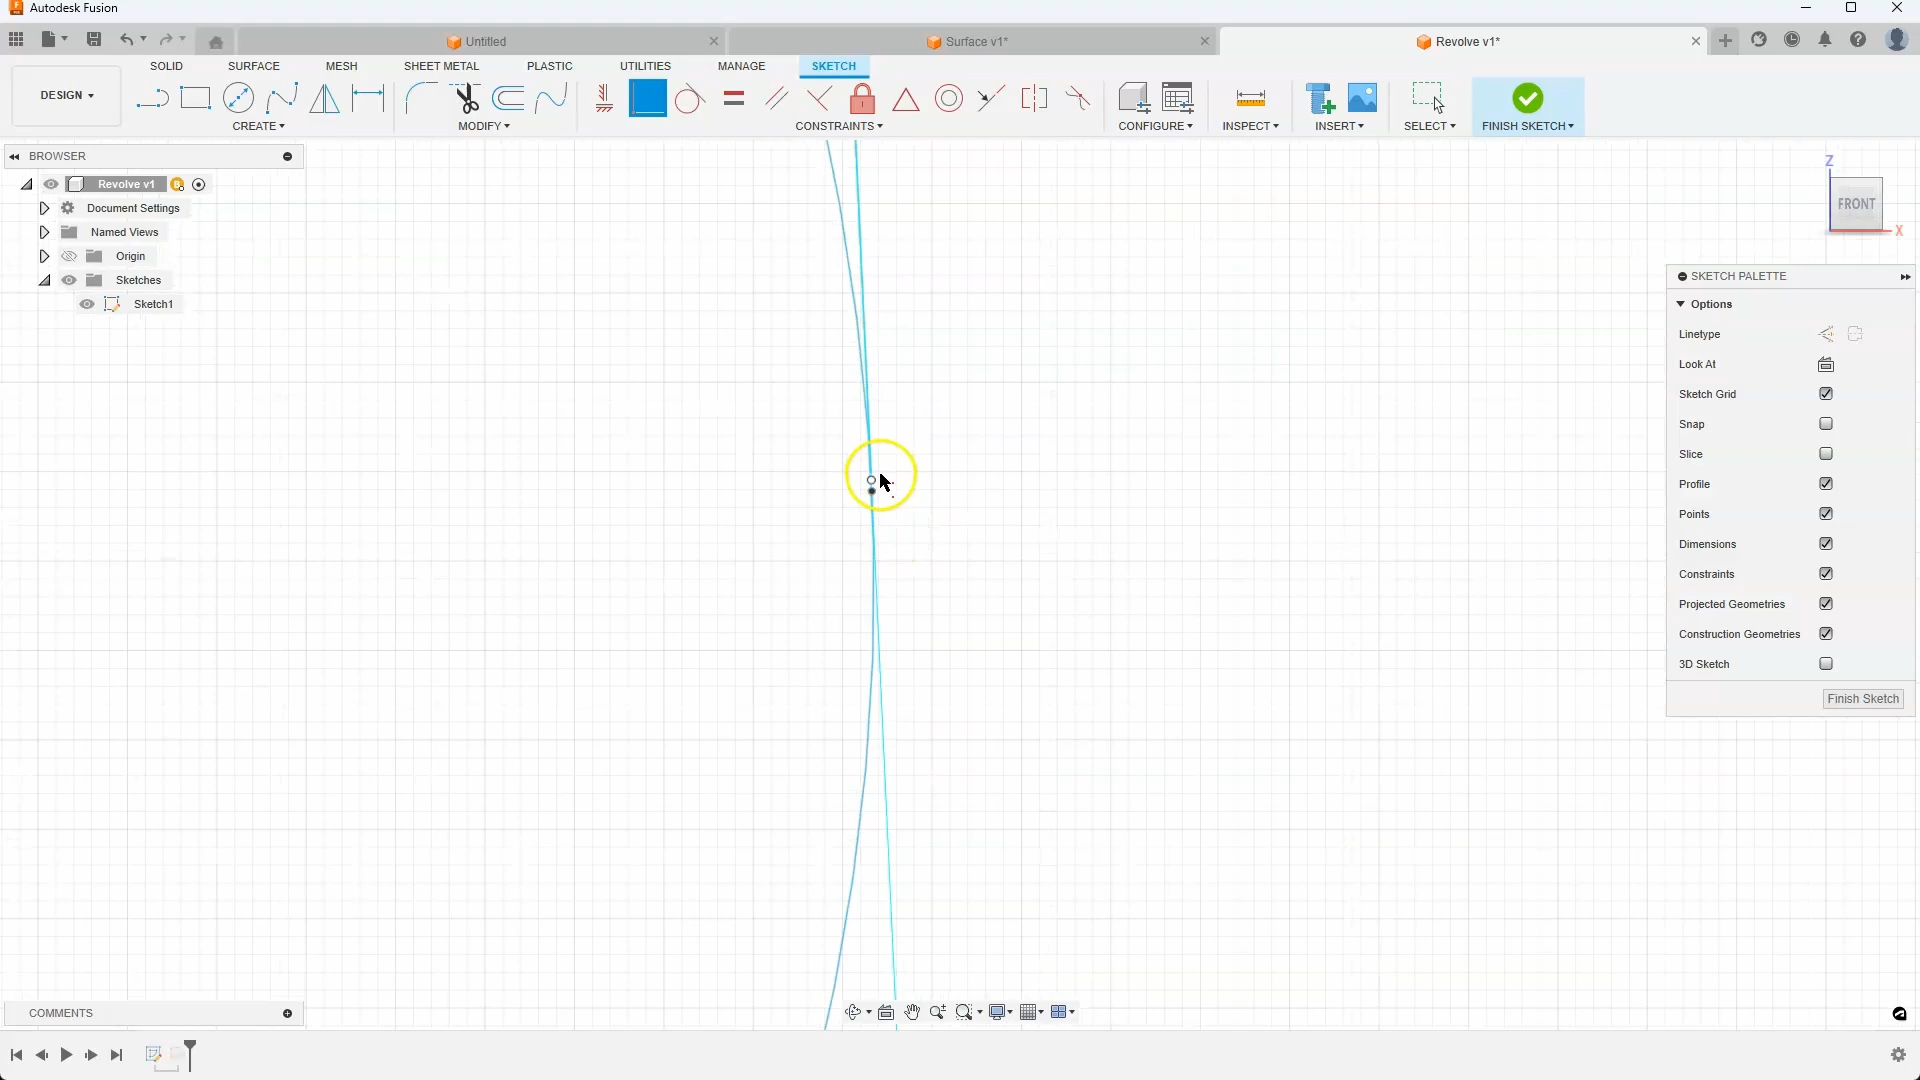 Autodesk Fusion
Untitled
Surface v1*
Revolve v1*
SOLID
SURFACE
MESH
SHEET METAL
PLASTIC
UTILITIES
MANAGE
SKETCH
DESIGN
CREATE
MODIFY
CONSTRAINTS
CONFIGURE
INSPECT
INSERT
SELECT
FINISH SKETCH
BROWSER
Revolve v1
Document Settings
Named Views
Origin
Sketches
Sketch1
Z
FRONT
X
SKETCH PALETTE
Options
Linetype
Look At
Sketch Grid
Snap
Slice
Profile
Points
Dimensions
Constraints
Projected Geometries
Construction Geometries
3D Sketch
Finish Sketch
COMMENTS